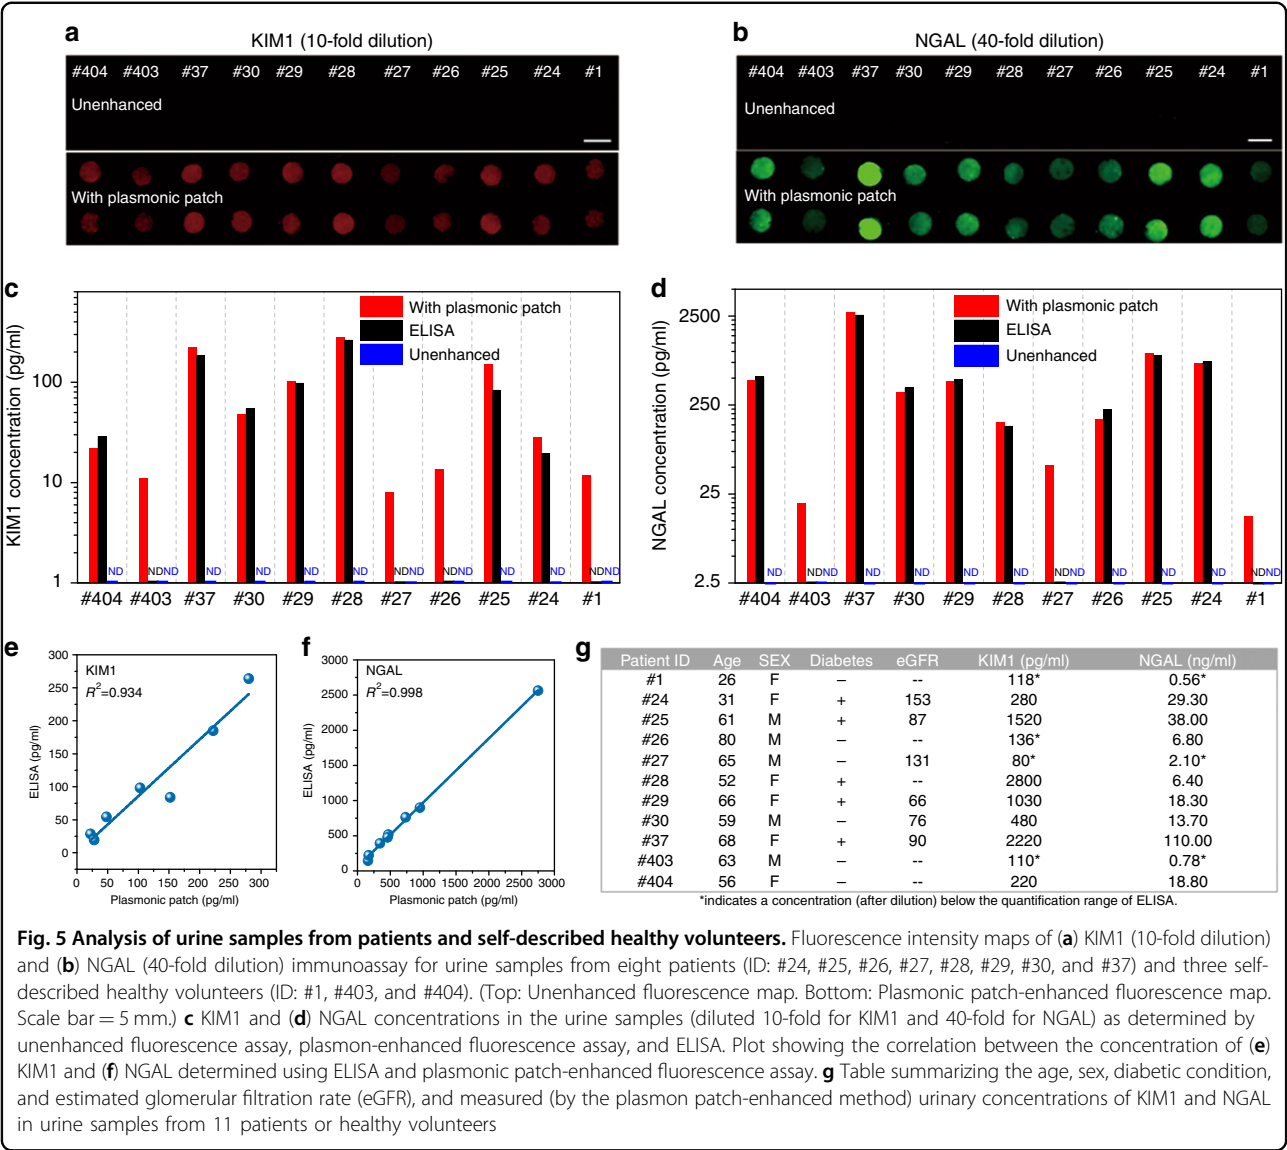 a
KIM1 (10-fold dilution)
#404 #403 #37 #30 #29 #28 #27 #26 #25 #24 #1
Unenhanced
With plasmonic patch
b
NGAL (40-fold dilution)
#404 #403 #37 #30 #29 #28 #27 #26 #25 #24 #1
Unenhanced
With plasmonic patch
c
KIM1 concentration (pg/ml)
100
10
1
With plasmonic patch
ELISA
Unenhanced
ND NDND ND ND ND ND NDND NDND ND ND NDND
#404 #403 #37 #30 #29 #28 #27 #26 #25 #24 #1
d
NGAL concentration (pg/ml)
2500
250
25
2.5
With plasmonic patch
ELISA
Unenhanced
ND NDND ND ND ND ND NDND ND ND ND NDND
#404 #403 #37 #30 #29 #28 #27 #26 #25 #24 #1
e
KIM1
R²=0.934
ELISA (pg/ml)
300
250
200
150
100
50
0
0 50 100 150 200 250 300
Plasmonic patch (pg/ml)
f
NGAL
R²=0.998
ELISA (pg/ml)
3000
2500
2000
1500
1000
500
0
0 500 1000 1500 2000 2500 3000
Plasmonic patch (pg/ml)
g
Patient ID Age SEX Diabetes eGFR KIM1 (pg/ml) NGAL (ng/ml)
#1 26 F – -- 118* 0.56*
#24 31 F + 153 280 29.30
#25 61 M + 87 1520 38.00
#26 80 M – -- 136* 6.80
#27 65 M – 131 80* 2.10*
#28 52 F + -- 2800 6.40
#29 66 F + 66 1030 18.30
#30 59 M – 76 480 13.70
#37 68 F + 90 2220 110.00
#403 63 M – -- 110* 0.78*
#404 56 F – -- 220 18.80
*indicates a concentration (after dilution) below the quantification range of ELISA.
Fig. 5 Analysis of urine samples from patients and self-described healthy volunteers. Fluorescence intensity maps of (a) KIM1 (10-fold dilution)
and (b) NGAL (40-fold dilution) immunoassay for urine samples from eight patients (ID: #24, #25, #26, #27, #28, #29, #30, and #37) and three self-
described healthy volunteers (ID: #1, #403, and #404). (Top: Unenhanced fluorescence map. Bottom: Plasmonic patch-enhanced fluorescence map.
Scale bar = 5 mm.) c KIM1 and (d) NGAL concentrations in the urine samples (diluted 10-fold for KIM1 and 40-fold for NGAL) as determined by
unenhanced fluorescence assay, plasmon-enhanced fluorescence assay, and ELISA. Plot showing the correlation between the concentration of (e)
KIM1 and (f) NGAL determined using ELISA and plasmonic patch-enhanced fluorescence assay. g Table summarizing the age, sex, diabetic condition,
and estimated glomerular filtration rate (eGFR), and measured (by the plasmon patch-enhanced method) urinary concentrations of KIM1 and NGAL
in urine samples from 11 patients or healthy volunteers